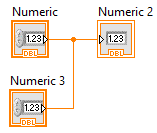 Numeric Numeric 2
1.23 1.23
DBL DBL
Numeric 3
1.23
DBL